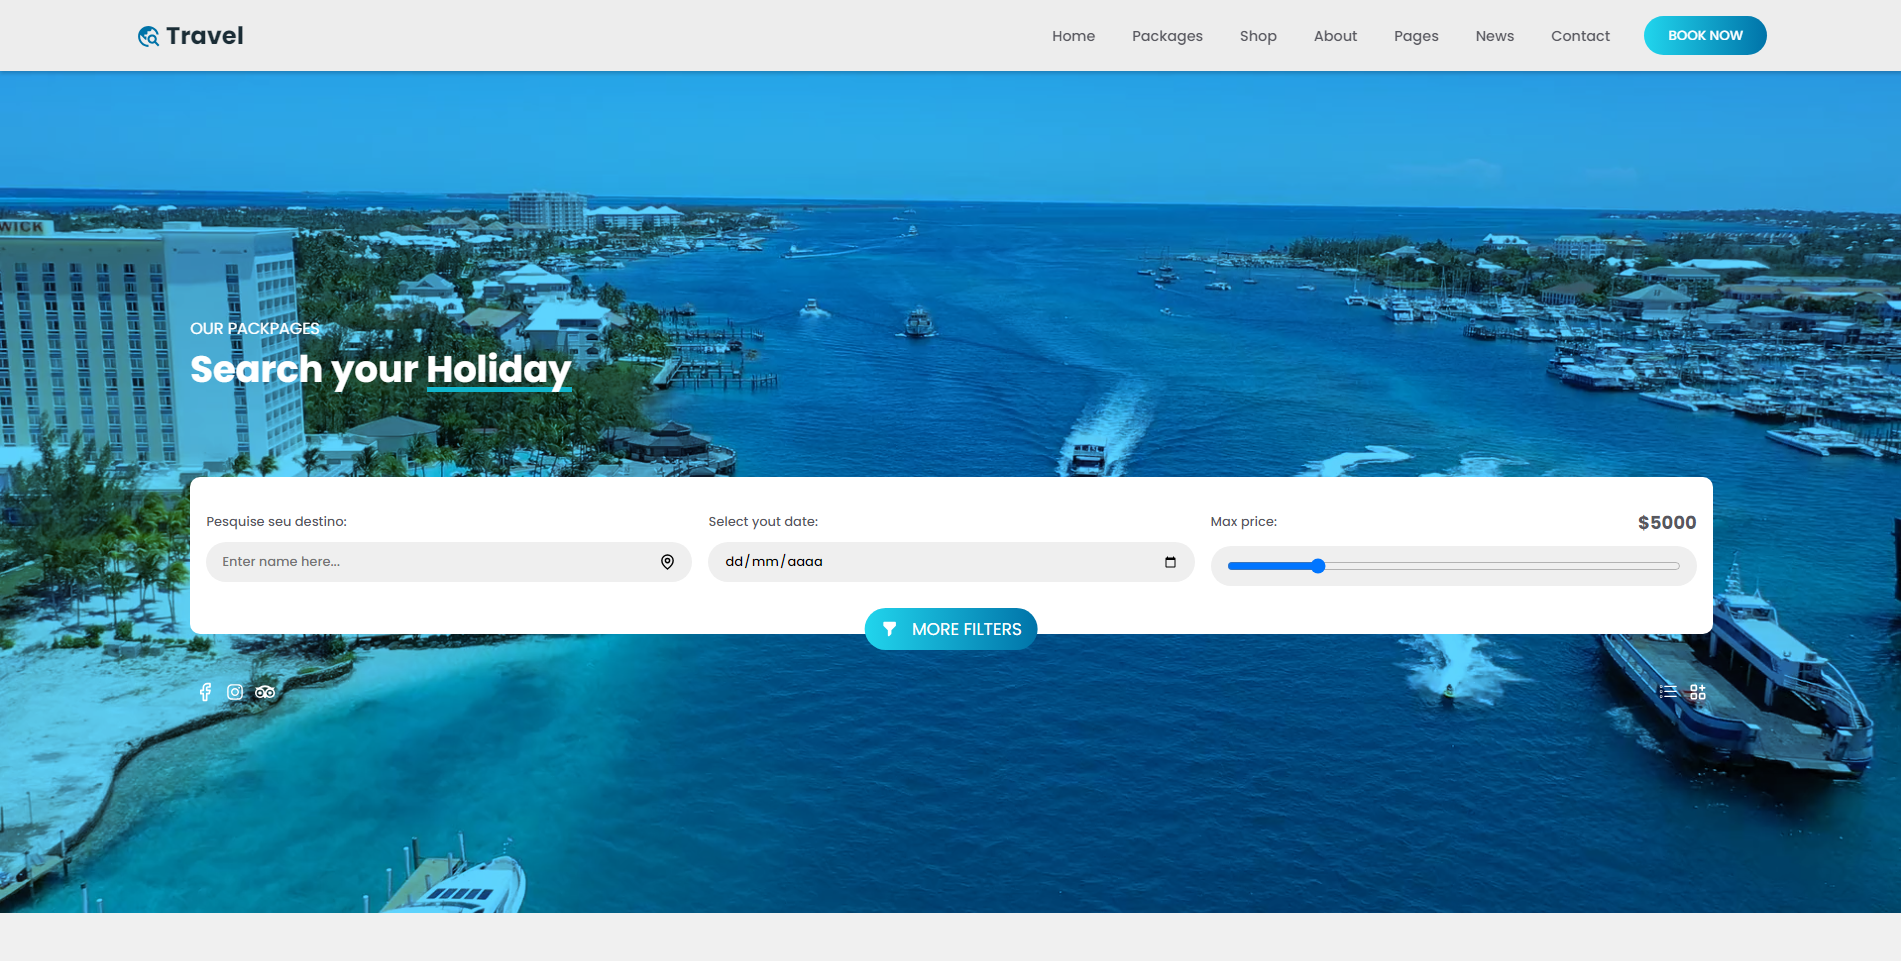 Travel
Home Packages Shop About Pages News Contact BOOK NOW
WICK
OUR PACKPAGES
Search your Holiday
Pesquise seu destino: Select yout date: Max price: $5000
Enter name here... dd/mm/aaaa
MORE FILTERS